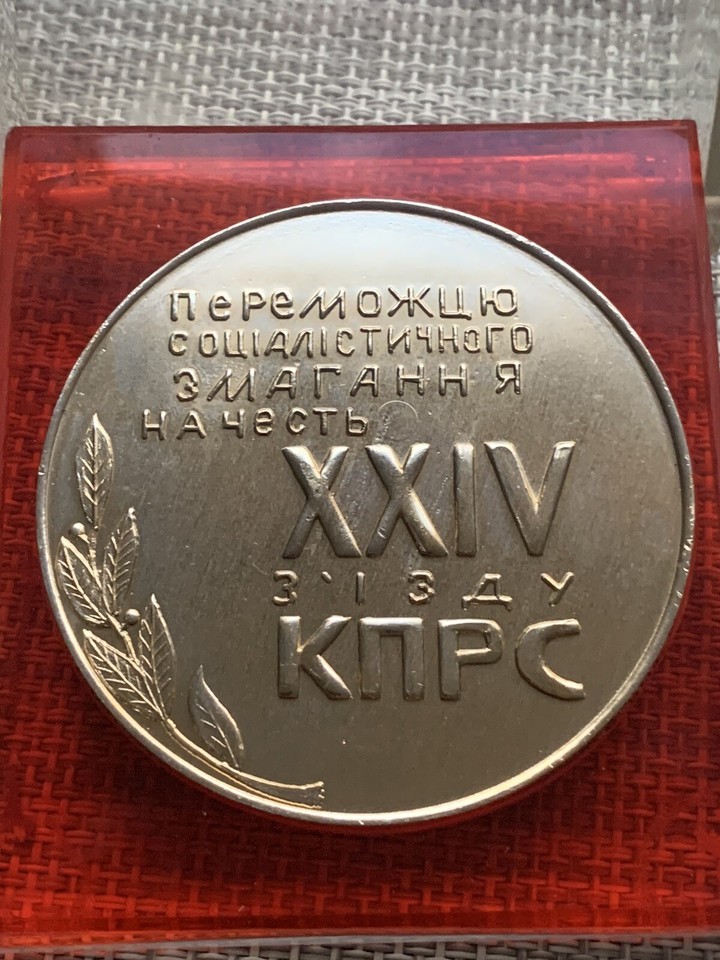 ПЕРЕМОЖЦЮ
СОЦІАЛІСТИЧНОГО
ЗМАГАННЯ
НА ЧЕСТЬ
XXIV
З'ЇЗДУ
КПРС